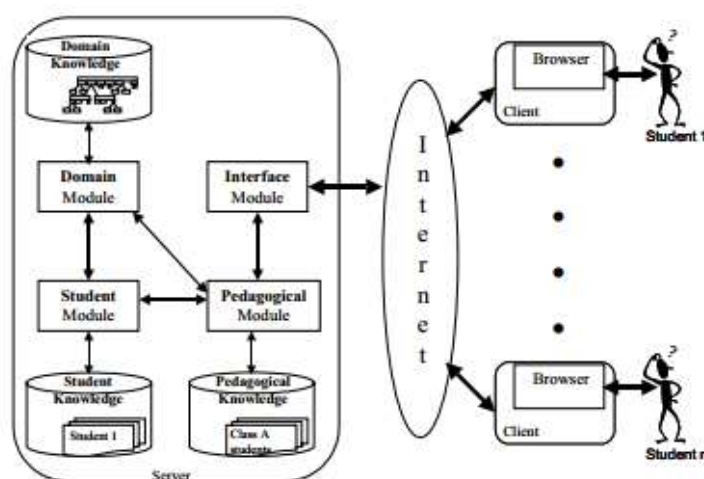 Domain
Knowledge
Domain
Module
Interface
Module
Student
Module
Pedagogical
Module
Student
Knowledge
Student 1
Pedagogical
Knowledge
Class A
students
Server
I
n
t
e
r
n
e
t
Browser
Client
?
Student 1
Browser
Client
?
Student n